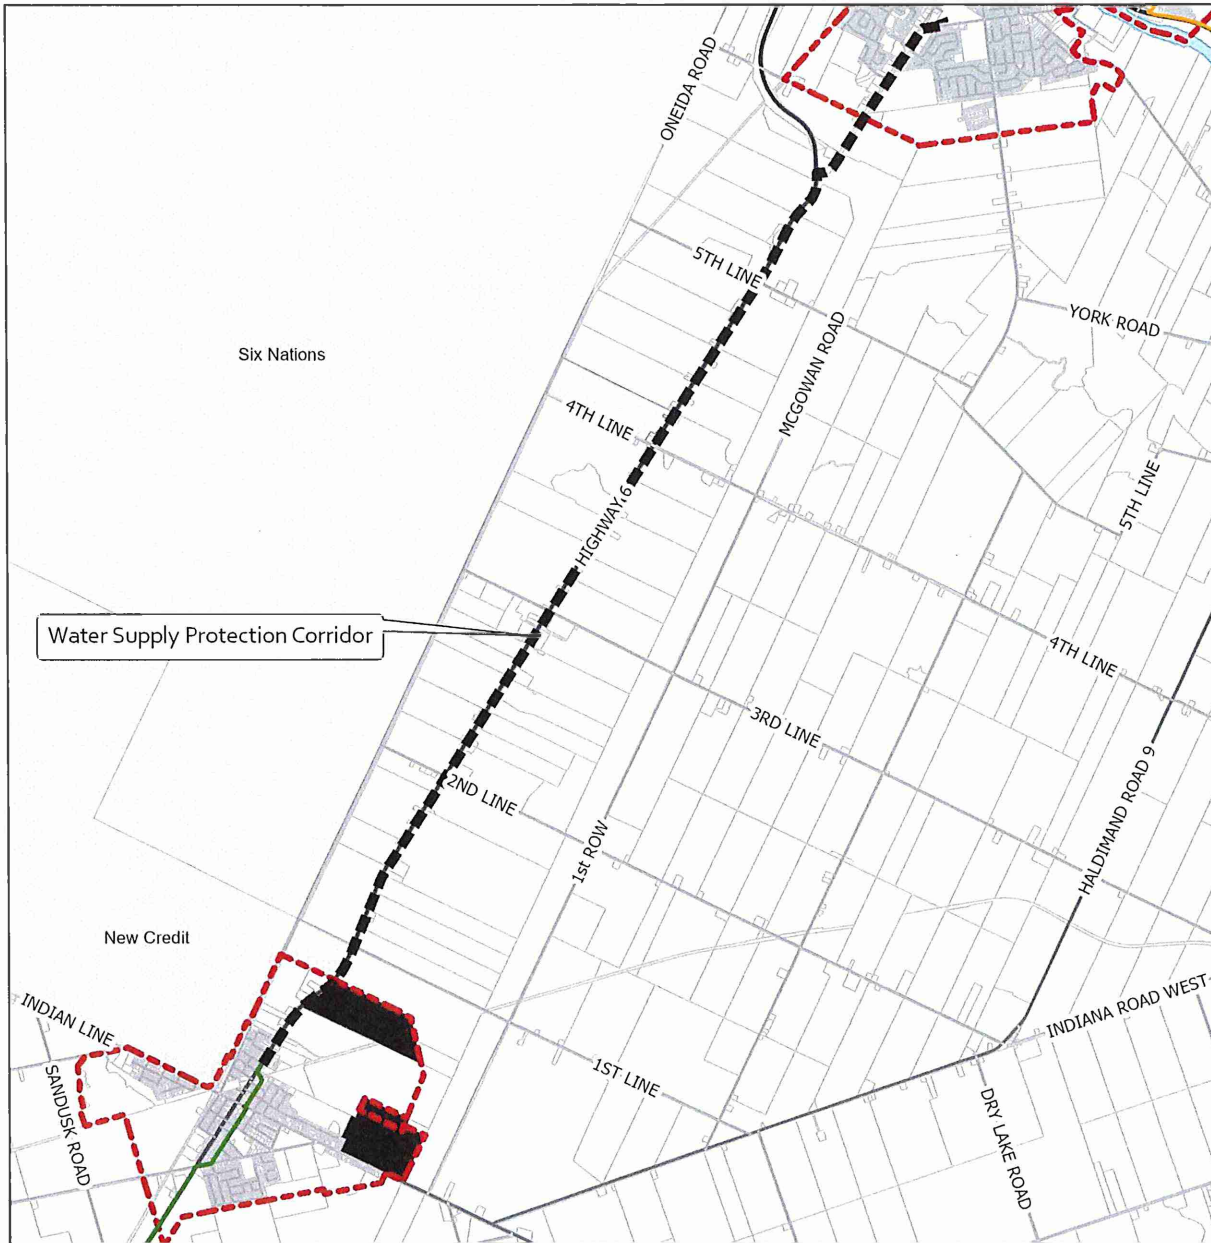 ONEIDA ROAD
5TH LINE
YORK ROAD
Six Nations
MCGOWAN ROAD
4TH LINE
5TH LINE
HIGHWAY 6
Water Supply Protection Corridor
4TH LINE
3RD LINE
2ND LINE
HALDIMAND ROAD 9
1st ROW
New Credit
INDIAN LINE
INDIANA ROAD WEST
SANDUSK ROAD
1ST LINE
DRY LAKE ROAD